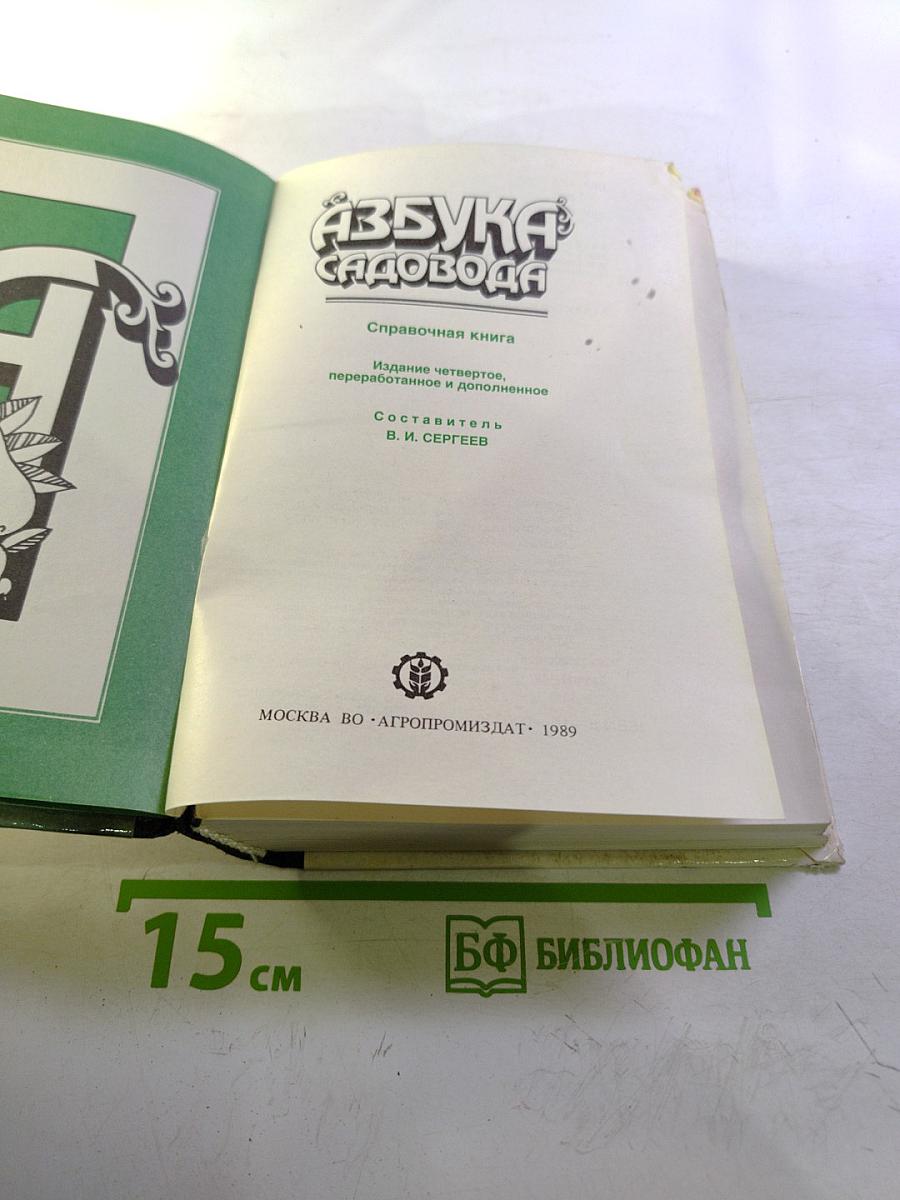 АЗБУКА
САДОВОДА
Справочная книга
Издание четвертое,
переработанное и дополненное
Составитель
В. И. СЕРГЕЕВ
МОСКВА ВО «АГРОПРОМИЗДАТ» 1989
15 см
БФ БИБЛИОФАН